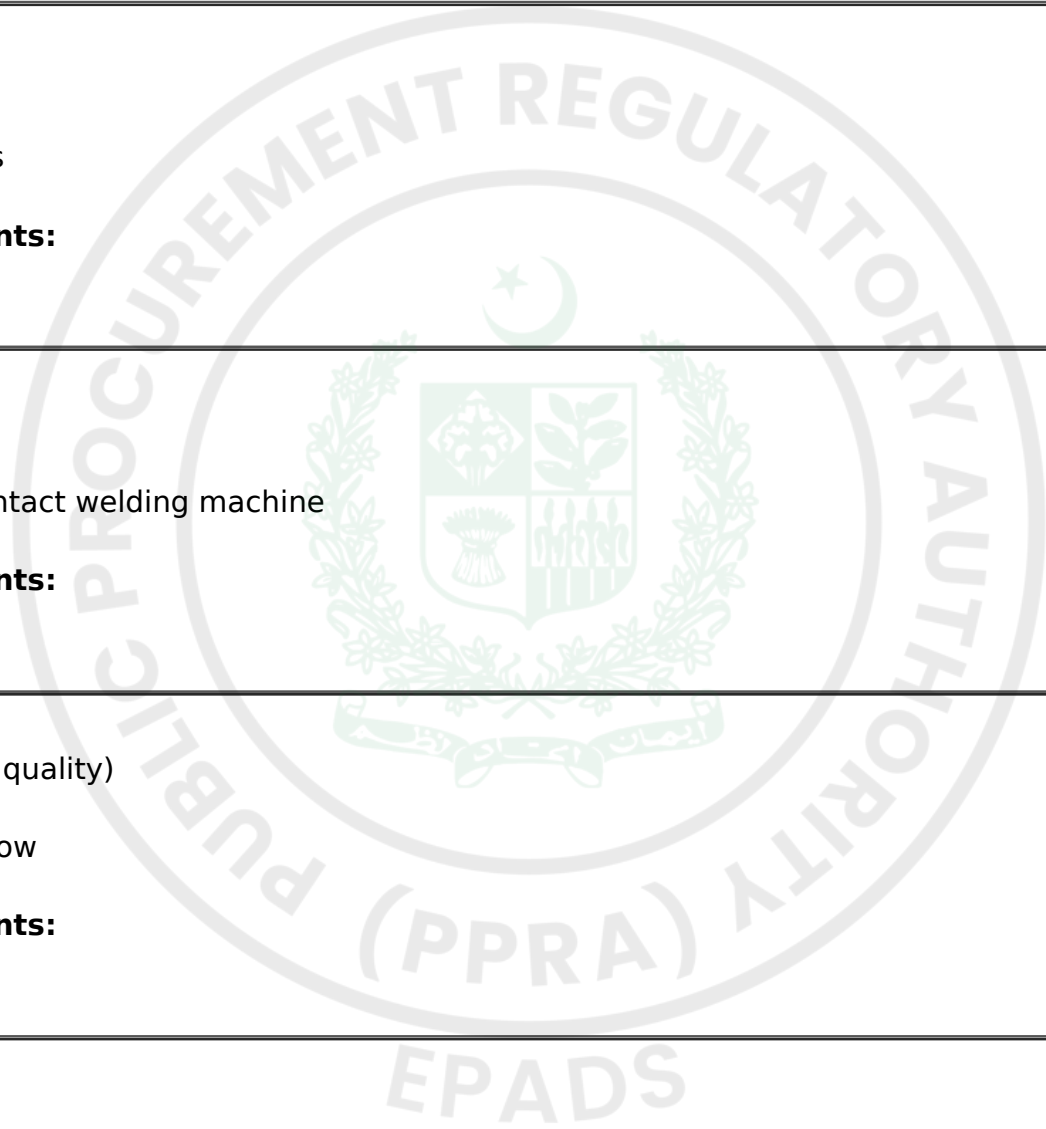 PUBLIC PROCUREMENT REGULATORY AUTHORITY
s
nts:
ntact welding machine
nts:
quality)
ow
nts:
(PPRA)
EPADS